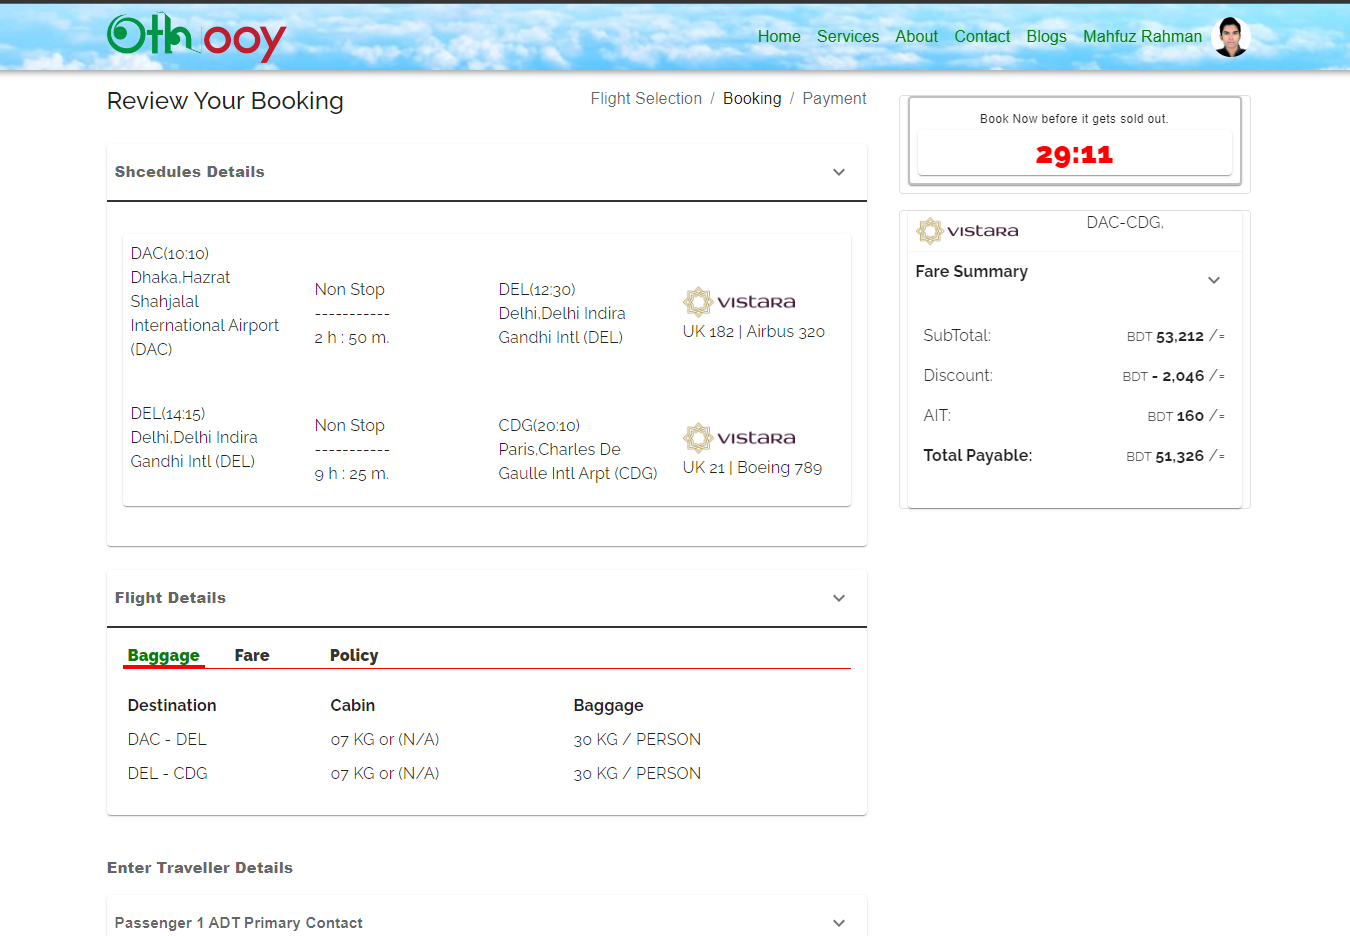 Othooy
Home Services About Contact Blogs Mahfuz Rahman
Review Your Booking
Flight Selection / Booking / Payment
Shcedules Details
DAC(10:10)
Dhaka,Hazrat
Shahjalal
International Airport
(DAC)
Non Stop
-----------
2 h : 50 m.
DEL(12:30)
Delhi,Delhi Indira
Gandhi Intl (DEL)
VISTARA
UK 182 | Airbus 320
DEL(14:15)
Delhi,Delhi Indira
Gandhi Intl (DEL)
Non Stop
-----------
9 h : 25 m.
CDG(20:10)
Paris,Charles De
Gaulle Intl Arpt (CDG)
VISTARA
UK 21 | Boeing 789
Flight Details
Baggage Fare Policy
Destination Cabin Baggage
DAC - DEL 07 KG or (N/A) 30 KG / PERSON
DEL - CDG 07 KG or (N/A) 30 KG / PERSON
Enter Traveller Details
Passenger 1 ADT Primary Contact
Book Now before it gets sold out.
29:11
VISTARA DAC-CDG,
Fare Summary
SubTotal: BDT 53,212 /=
Discount: BDT - 2,046 /=
AIT: BDT 160 /=
Total Payable: BDT 51,326 /=